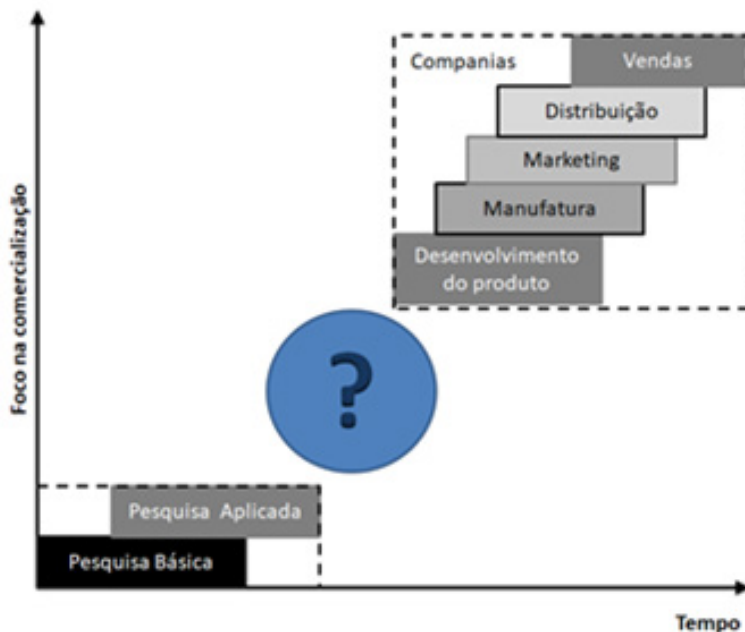 Companias
Vendas
Distribuição
Marketing
Manufatura
Desenvolvimento
do produto
Foco na comercialização
?
Pesquisa Aplicada
Pesquisa Básica
Tempo